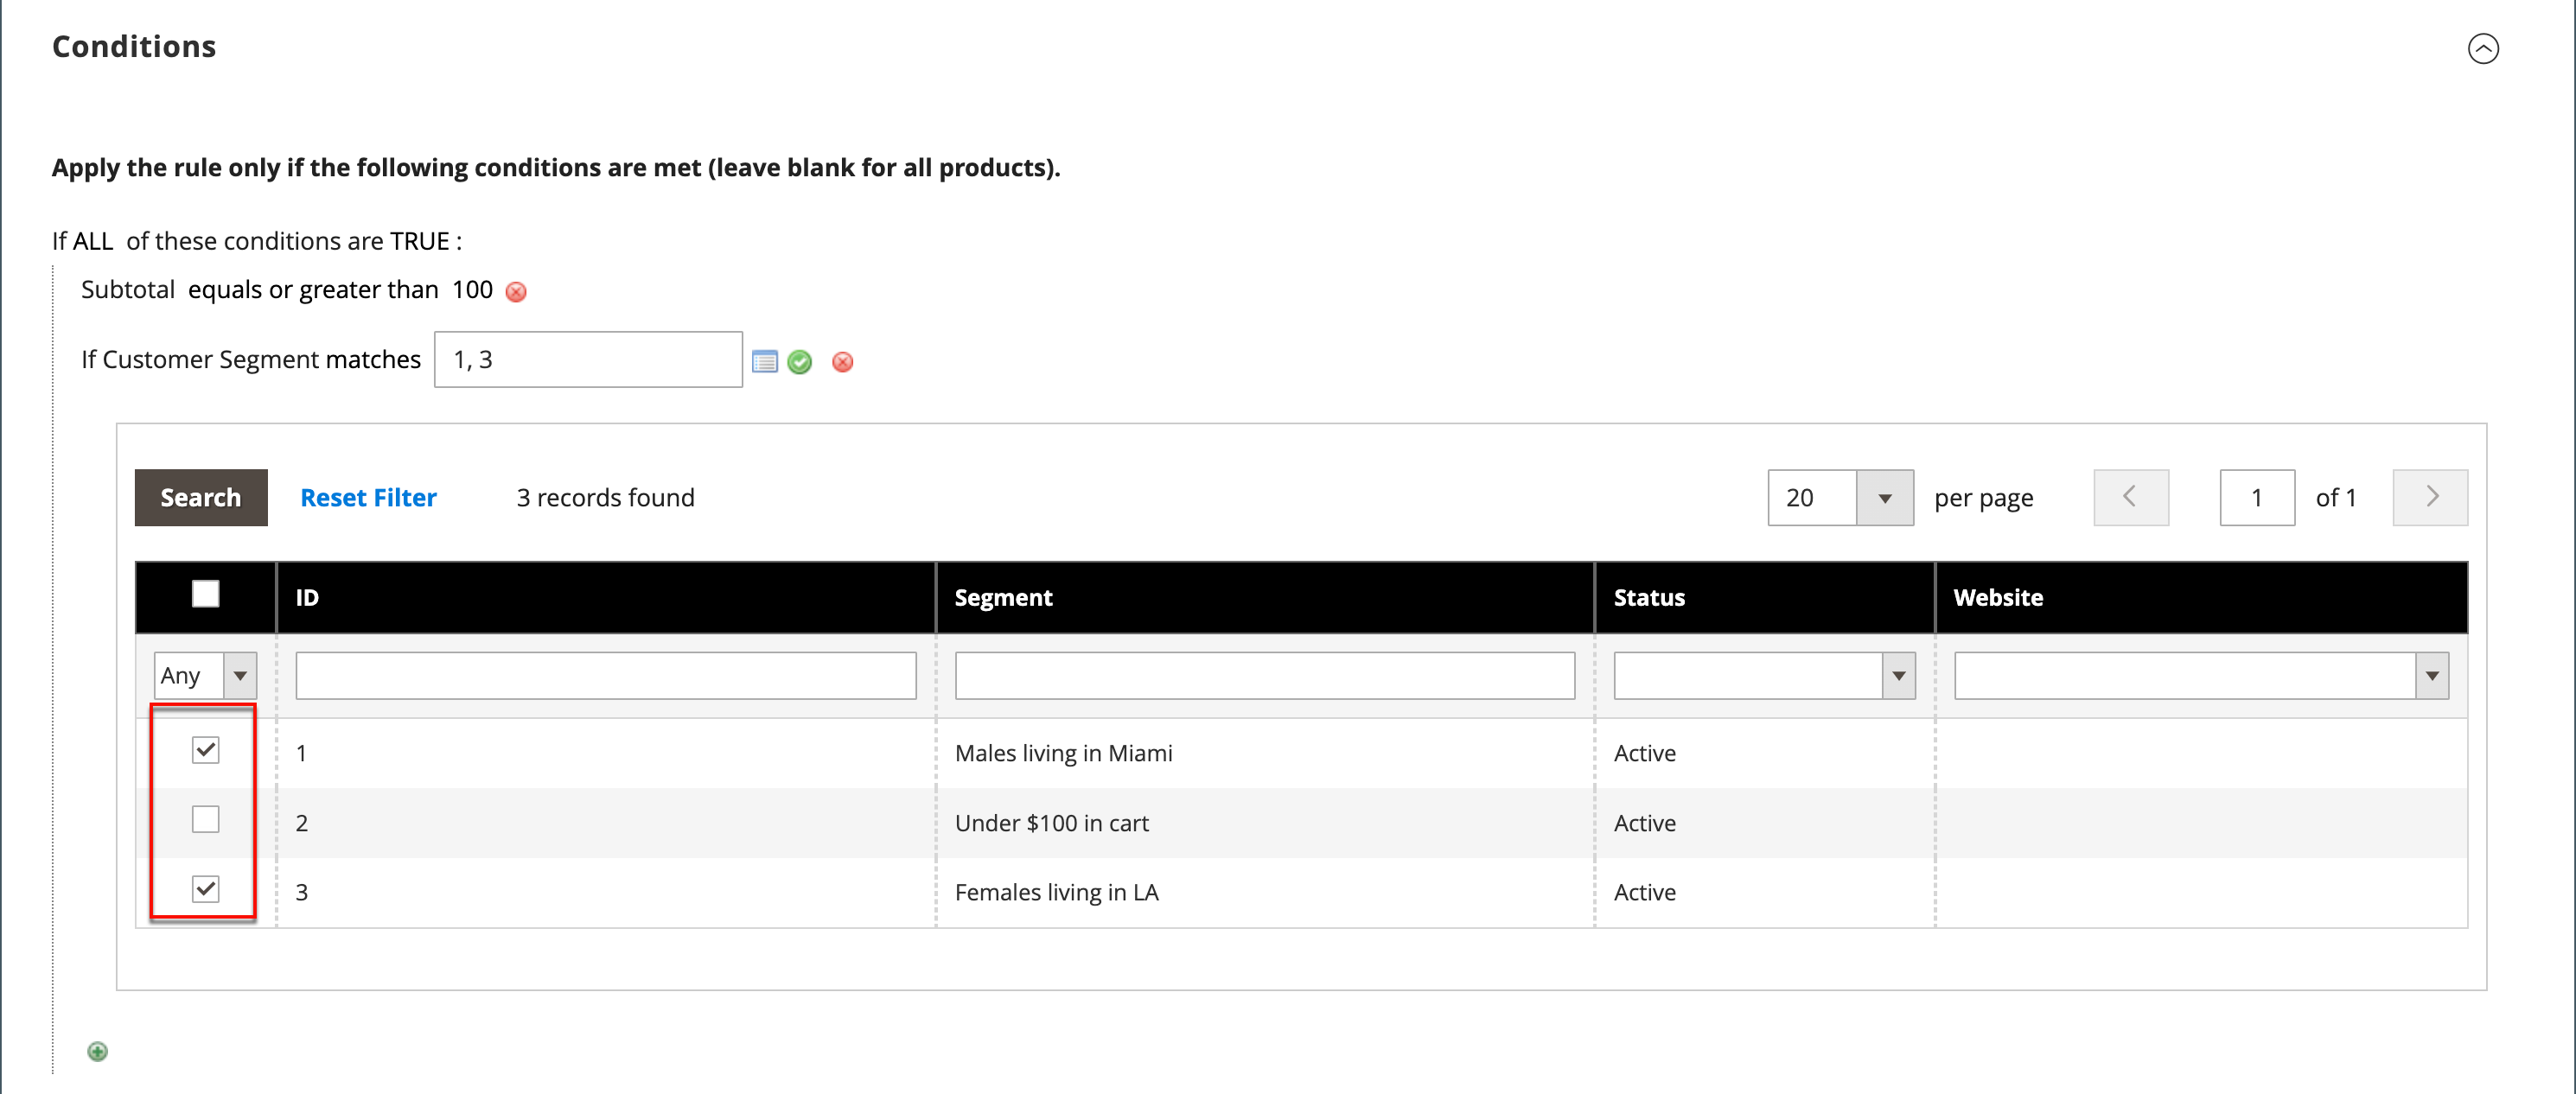 Conditions
Apply the rule only if the following conditions are met (leave blank for all products).
If ALL of these conditions are TRUE :
Subtotal equals or greater than 100
If Customer Segment matches 1, 3
Search Reset Filter 3 records found 20 per page 1 of 1
ID Segment Status Website
Any
1 Males living in Miami Active
2 Under $100 in cart Active
3 Females living in LA Active